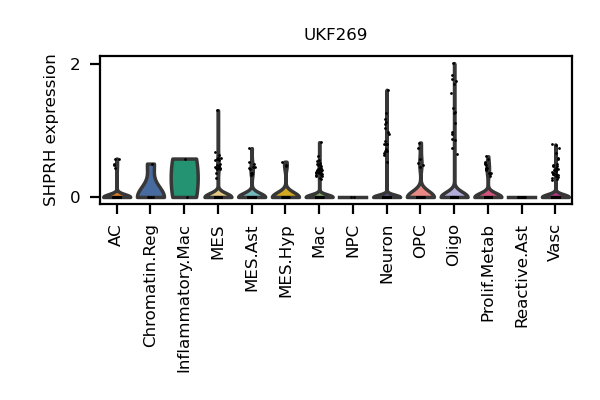 UKF269
SHPRH expression
2
0
AC
Chromatin.Reg
Inflammatory.Mac
MES
MES.Ast
MES.Hyp
Mac
NPC
Neuron
OPC
Oligo
Prolif.Metab
Reactive.Ast
Vasc